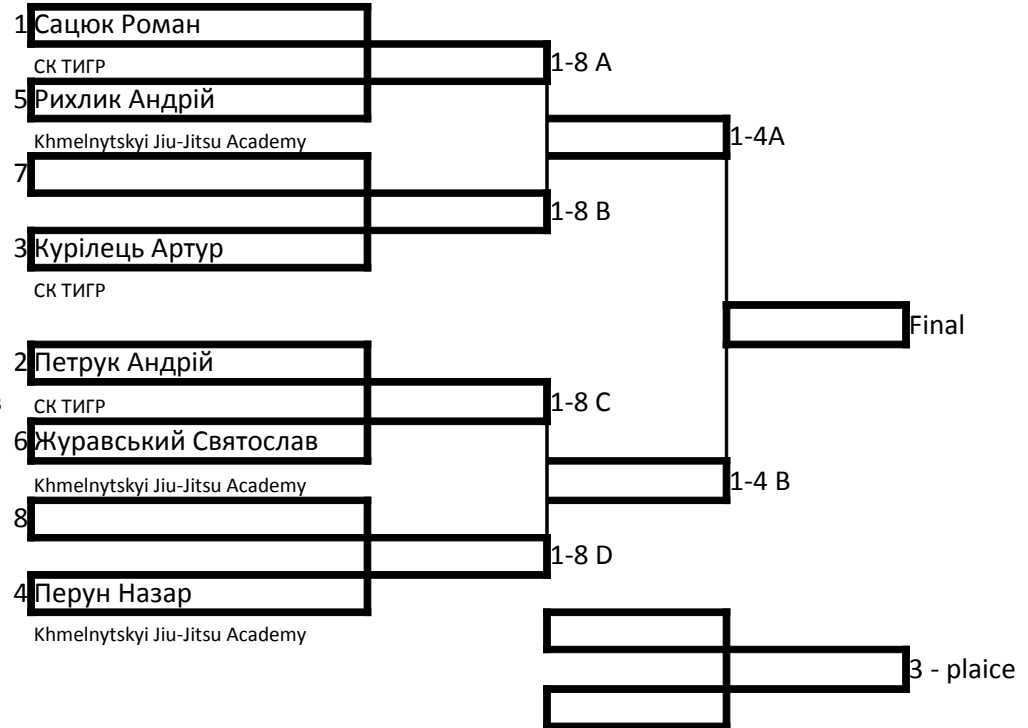 1 Сацюк Роман
СК ТИГР
1-8 A
5 Рихлик Андрій
Khmelnytskyi Jiu-Jitsu Academy
1-4A
7
1-8 B
3 Курілець Артур
СК ТИГР
Final
2 Петрук Андрій
СК ТИГР
1-8 C
6 Журавський Святослав
Khmelnytskyi Jiu-Jitsu Academy
1-4 B
8
1-8 D
4 Перун Назар
Khmelnytskyi Jiu-Jitsu Academy
3 - plaice